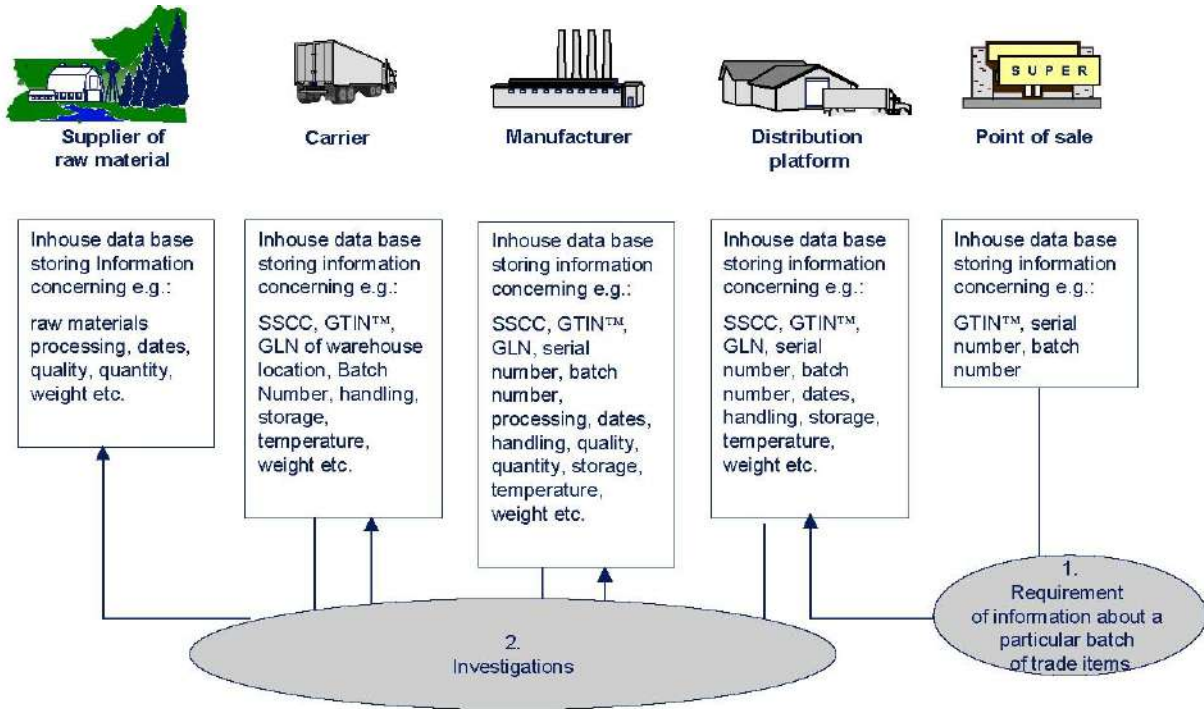 SUPER
Supplier of
raw material
Carrier
Manufacturer
Distribution
platform
Point of sale
Inhouse data base
storing Information
concerning e.g.:
raw materials
processing, dates,
quality, quantity,
weight etc.
Inhouse data base
storing information
concerning e.g.:
SSCC, GTIN™,
GLN of warehouse
location, Batch
Number, handling,
storage,
temperature,
weight etc.
Inhouse data base
storing information
concerning e.g.:
SSCC, GTIN™,
GLN, serial
number, batch
number,
processing, dates,
handling, quality,
quantity, storage,
temperature,
weight etc.
Inhouse data base
storing information
concerning e.g.:
SSCC, GTIN™,
GLN, serial
number, batch
number, dates,
handling, storage,
temperature,
weight etc.
Inhouse data base
storing information
concerning e.g.:
GTIN™, serial
number, batch
number
1.
Requirement
of information about a
particular batch
of trade items
2.
Investigations